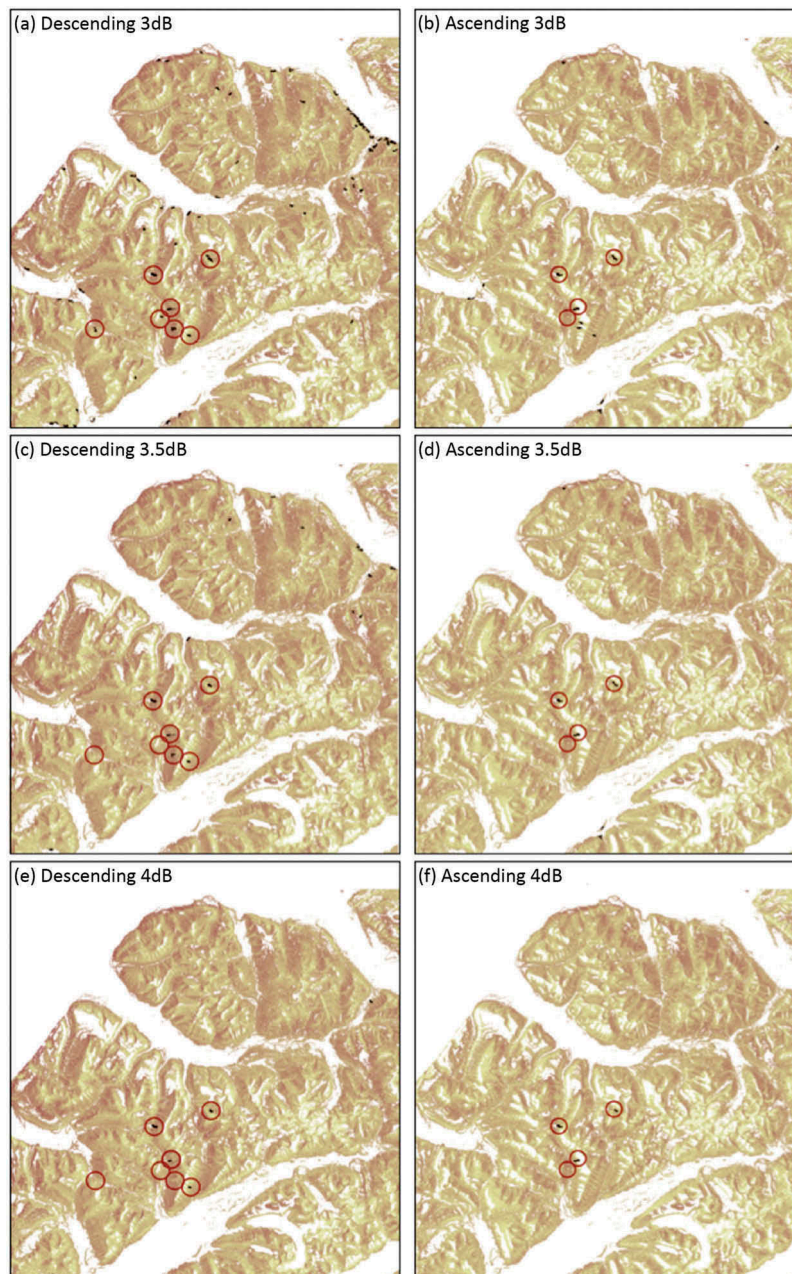 (a) Descending 3dB
(b) Ascending 3dB
(c) Descending 3.5dB
(d) Ascending 3.5dB
(e) Descending 4dB
(f) Ascending 4dB